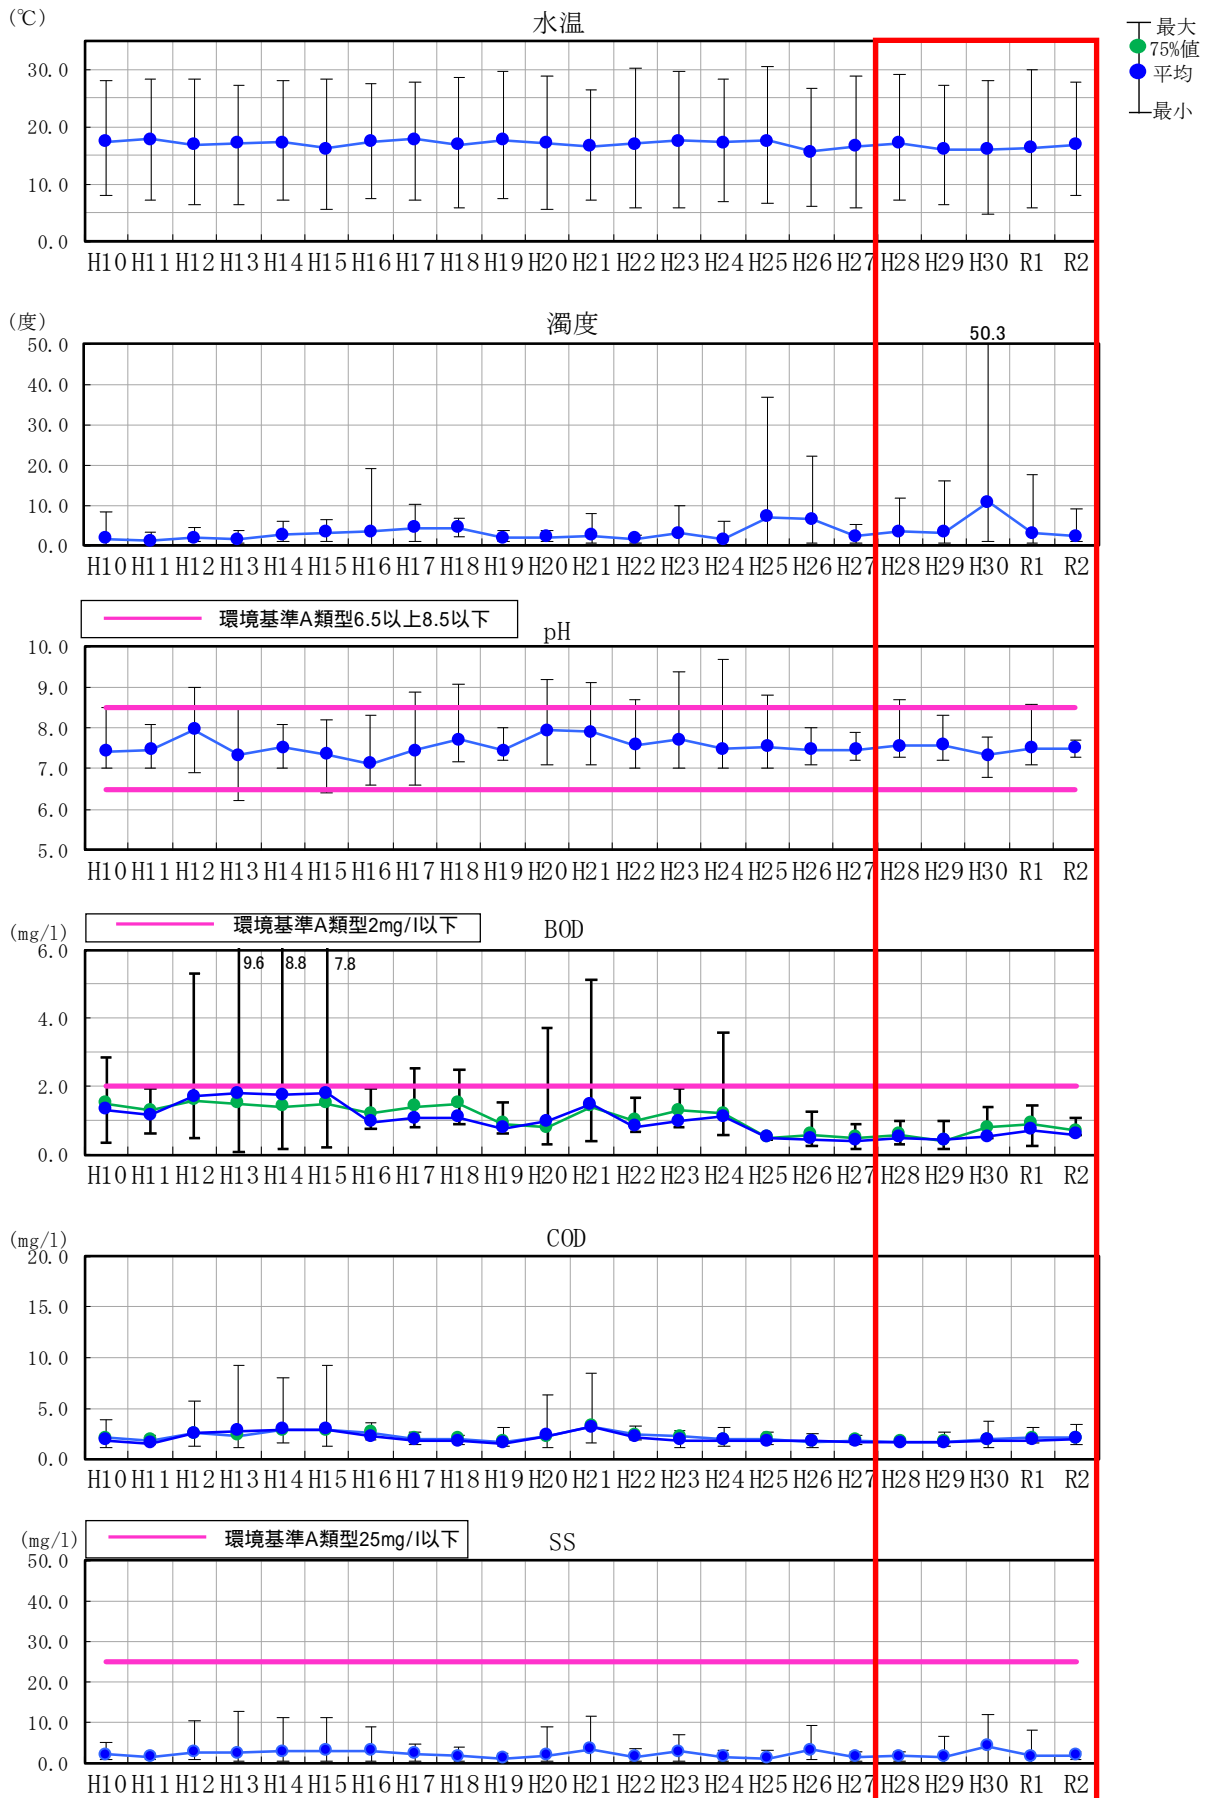 (℃)
水温
最大
75%値
平均
最小
30.0
20.0
10.0
0.0
H10 H11 H12 H13 H14 H15 H16 H17 H18 H19 H20 H21 H22 H23 H24 H25 H26 H27 H28 H29 H30 R1 R2
(度)
濁度
50.3
50.0
40.0
30.0
20.0
10.0
0.0
H10 H11 H12 H13 H14 H15 H16 H17 H18 H19 H20 H21 H22 H23 H24 H25 H26 H27 H28 H29 H30 R1 R2
環境基準A類型6.5以上8.5以下
pH
10.0
9.0
8.0
7.0
6.0
5.0
H10 H11 H12 H13 H14 H15 H16 H17 H18 H19 H20 H21 H22 H23 H24 H25 H26 H27 H28 H29 H30 R1 R2
(mg/l)
環境基準A類型2mg/l以下
BOD
6.0
9.6 8.8 7.8
4.0
2.0
0.0
H10 H11 H12 H13 H14 H15 H16 H17 H18 H19 H20 H21 H22 H23 H24 H25 H26 H27 H28 H29 H30 R1 R2
(mg/l)
COD
20.0
15.0
10.0
5.0
0.0
H10 H11 H12 H13 H14 H15 H16 H17 H18 H19 H20 H21 H22 H23 H24 H25 H26 H27 H28 H29 H30 R1 R2
(mg/l)
環境基準A類型25mg/l以下
SS
50.0
40.0
30.0
20.0
10.0
0.0
H10 H11 H12 H13 H14 H15 H16 H17 H18 H19 H20 H21 H22 H23 H24 H25 H26 H27 H28 H29 H30 R1 R2